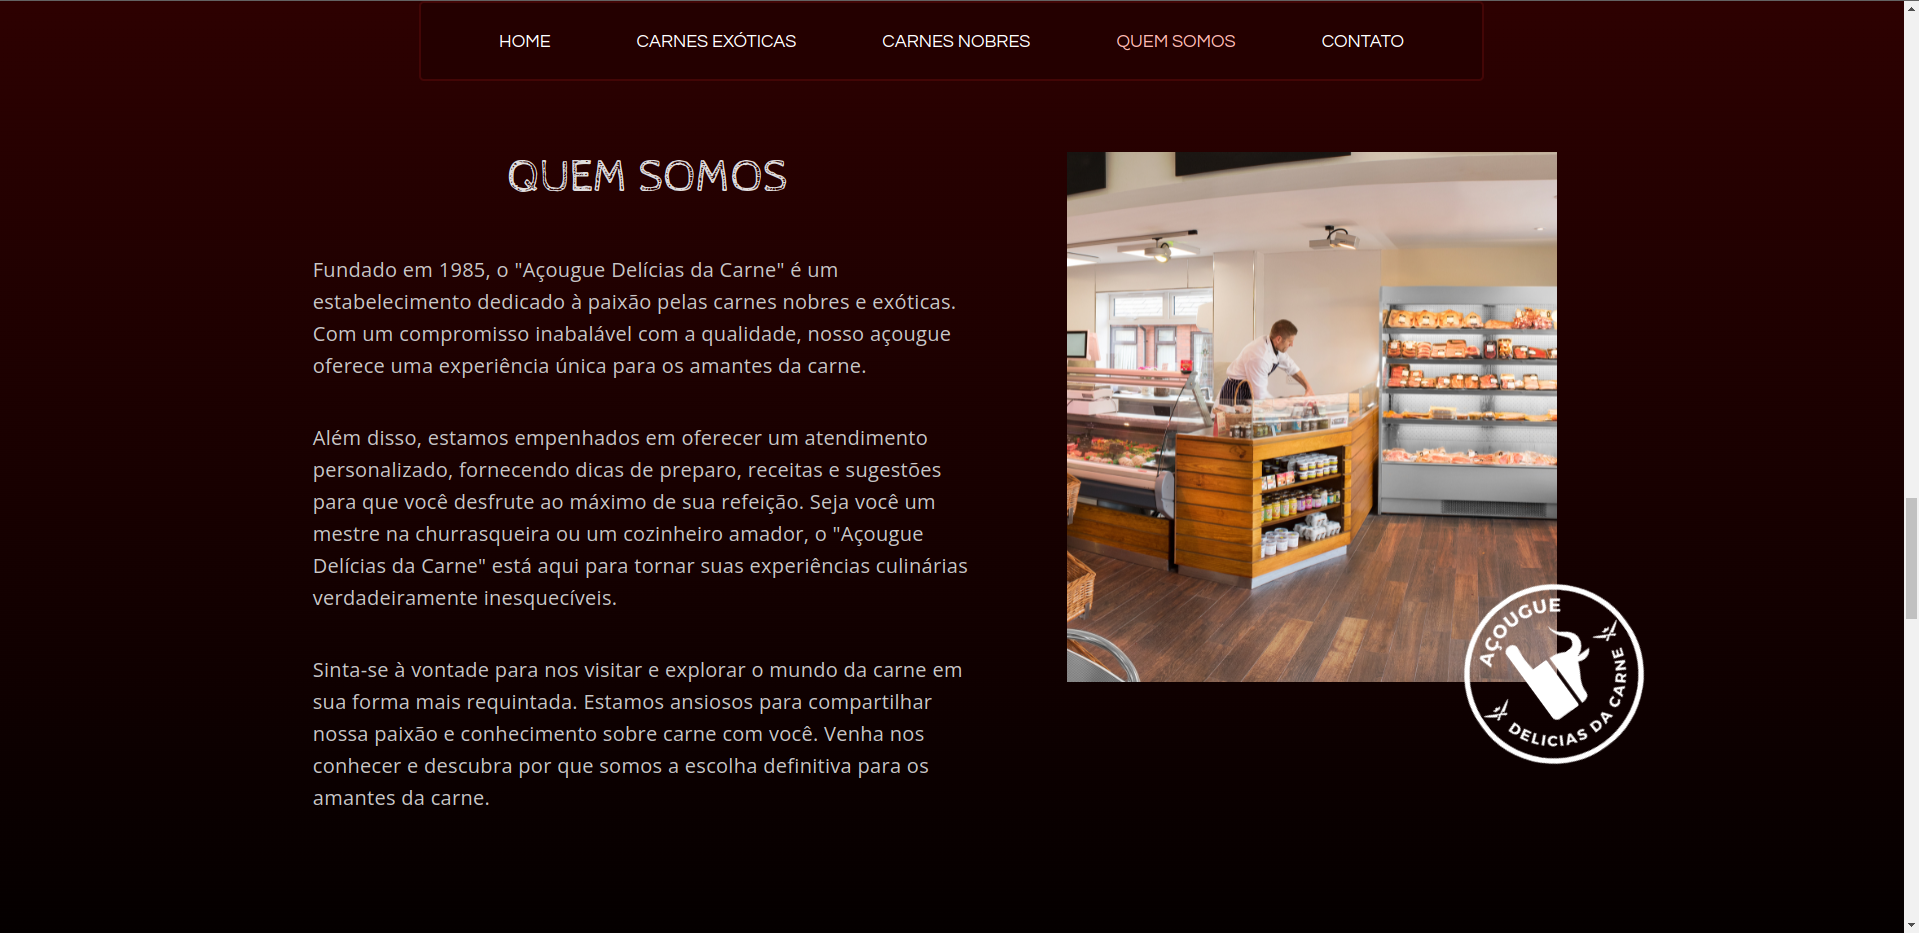 HOME
CARNES EXÓTICAS
CARNES NOBRES
QUEM SOMOS
CONTATO
QUEM SOMOS
Fundado em 1985, o "Açougue Delícias da Carne" é um
estabelecimento dedicado à paixão pelas carnes nobres e exóticas.
Com um compromisso inabalável com a qualidade, nosso açougue
oferece uma experiência única para os amantes da carne.
Além disso, estamos empenhados em oferecer um atendimento
personalizado, fornecendo dicas de preparo, receitas e sugestões
para que você desfrute ao máximo de sua refeição. Seja você um
mestre na churrasqueira ou um cozinheiro amador, o "Açougue
Delícias da Carne" está aqui para tornar suas experiências culinárias
verdadeiramente inesquecíveis.
Sinta-se à vontade para nos visitar e explorar o mundo da carne em
sua forma mais requintada. Estamos ansiosos para compartilhar
nossa paixão e conhecimento sobre carne com você. Venha nos
conhecer e descubra por que somos a escolha definitiva para os
amantes da carne.
AÇOUGUE
DELICIAS DA CARNE